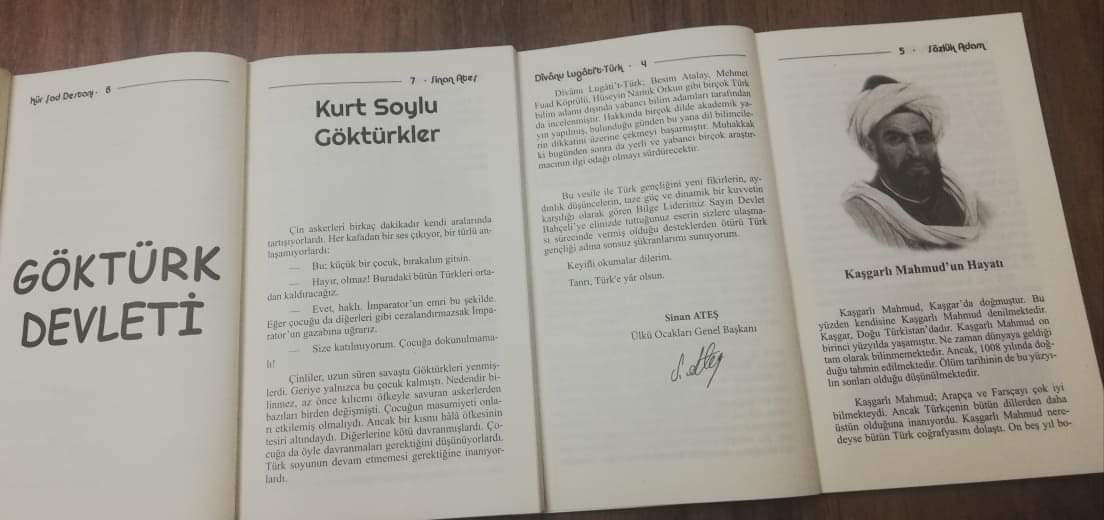 Kür Şad Destanı · 6
GÖKTÜRK
DEVLETİ
7 · Sinan Ateş
Kurt Soylu
Göktürkler
Çin askerleri birkaç dakikadır kendi aralarında
tartışıyorlardı. Her kafadan bir ses çıkıyor, bir türlü an-
laşamıyorlardı:
— Bu; küçük bir çocuk, bırakalım gitsin.
— Hayır, olmaz! Buradaki bütün Türkleri orta-
dan kaldıracağız.
— Evet, haklı. İmparator’un emri bu şekilde.
Eğer çocuğu da diğerleri gibi cezalandırmazsak İmpa-
rator’un gazabına uğrarız.
— Size katılmıyorum. Çocuğa dokunulmama-
lı!
Çinliler, uzun süren savaşta Göktürkleri yenmiş-
lerdi. Geriye yalnızca bu çocuk kalmıştı. Nedendir bi-
linmez, az önce kılıcını öfkeyle savuran askerlerden
bazıları birden değişmişti. Çocuğun masumiyeti onla-
rı etkilemiş olmalıydı. Ancak bir kısmı hâlâ öfkesinin
tesiri altındaydı. Diğerlerine kötü davranmışlardı. Ço-
cuğa da öyle davranmaları gerektiğini düşünüyorlardı.
Türk soyunun devam etmemesi gerektiğine inanıyor-
lardı.
Dîvânu Lugâti’t-Türk · 4
Dîvânu Lugâti’t-Türk; Besim Atalay, Mehmet
Fuad Köprülü, Hüseyin Namık Orkun gibi birçok Türk
bilim adamı dışında yabancı bilim adamları tarafından
da incelenmiştir. Hakkında birçok dilde akademik ya-
yın yapılmış, bulunduğu günden bu yana dil bilimcile-
rin dikkatini üzerine çekmeyi başarmıştır. Muhakkak
ki bugünden sonra da yerli ve yabancı birçok araştır-
macının ilgi odağı olmayı sürdürecektir.
Bu vesile ile Türk gençliğini yeni fikirlerin, ay-
dınlık düşüncelerin, taze güç ve dinamik bir kuvvetin
karşılığı olarak gören Bilge Liderimiz Sayın Devlet
Bahçeli’ye elinizde tuttuğunuz eserin sizlere ulaşma-
sı sürecinde vermiş olduğu desteklerden ötürü Türk
gençliği adına sonsuz şükranlarımı sunuyorum.
Keyifli okumalar dilerim.
Tanrı, Türk’e yâr olsun.
Sinan ATEŞ
Ülkü Ocakları Genel Başkanı
5 · Sözlük Adam
Kaşgarlı Mahmud’un Hayatı
Kaşgarlı Mahmud, Kaşgar’da doğmuştur. Bu
yüzden kendisine Kaşgarlı Mahmud denilmektedir.
Kaşgar, Doğu Türkistan’dadır. Kaşgarlı Mahmud on
birinci yüzyılda yaşamıştır. Ne zaman dünyaya geldiği
tam olarak bilinmemektedir. Ancak, 1008 yılında doğ-
duğu tahmin edilmektedir. Ölüm tarihinin de bu yüzyı-
lın sonları olduğu düşünülmektedir.
Kaşgarlı Mahmud; Arapça ve Farsçayı çok iyi
bilmekteydi. Ancak Türkçenin bütün dillerden daha
üstün olduğuna inanıyordu. Kaşgarlı Mahmud nere-
deyse bütün Türk coğrafyasını dolaştı. On beş yıl bo-